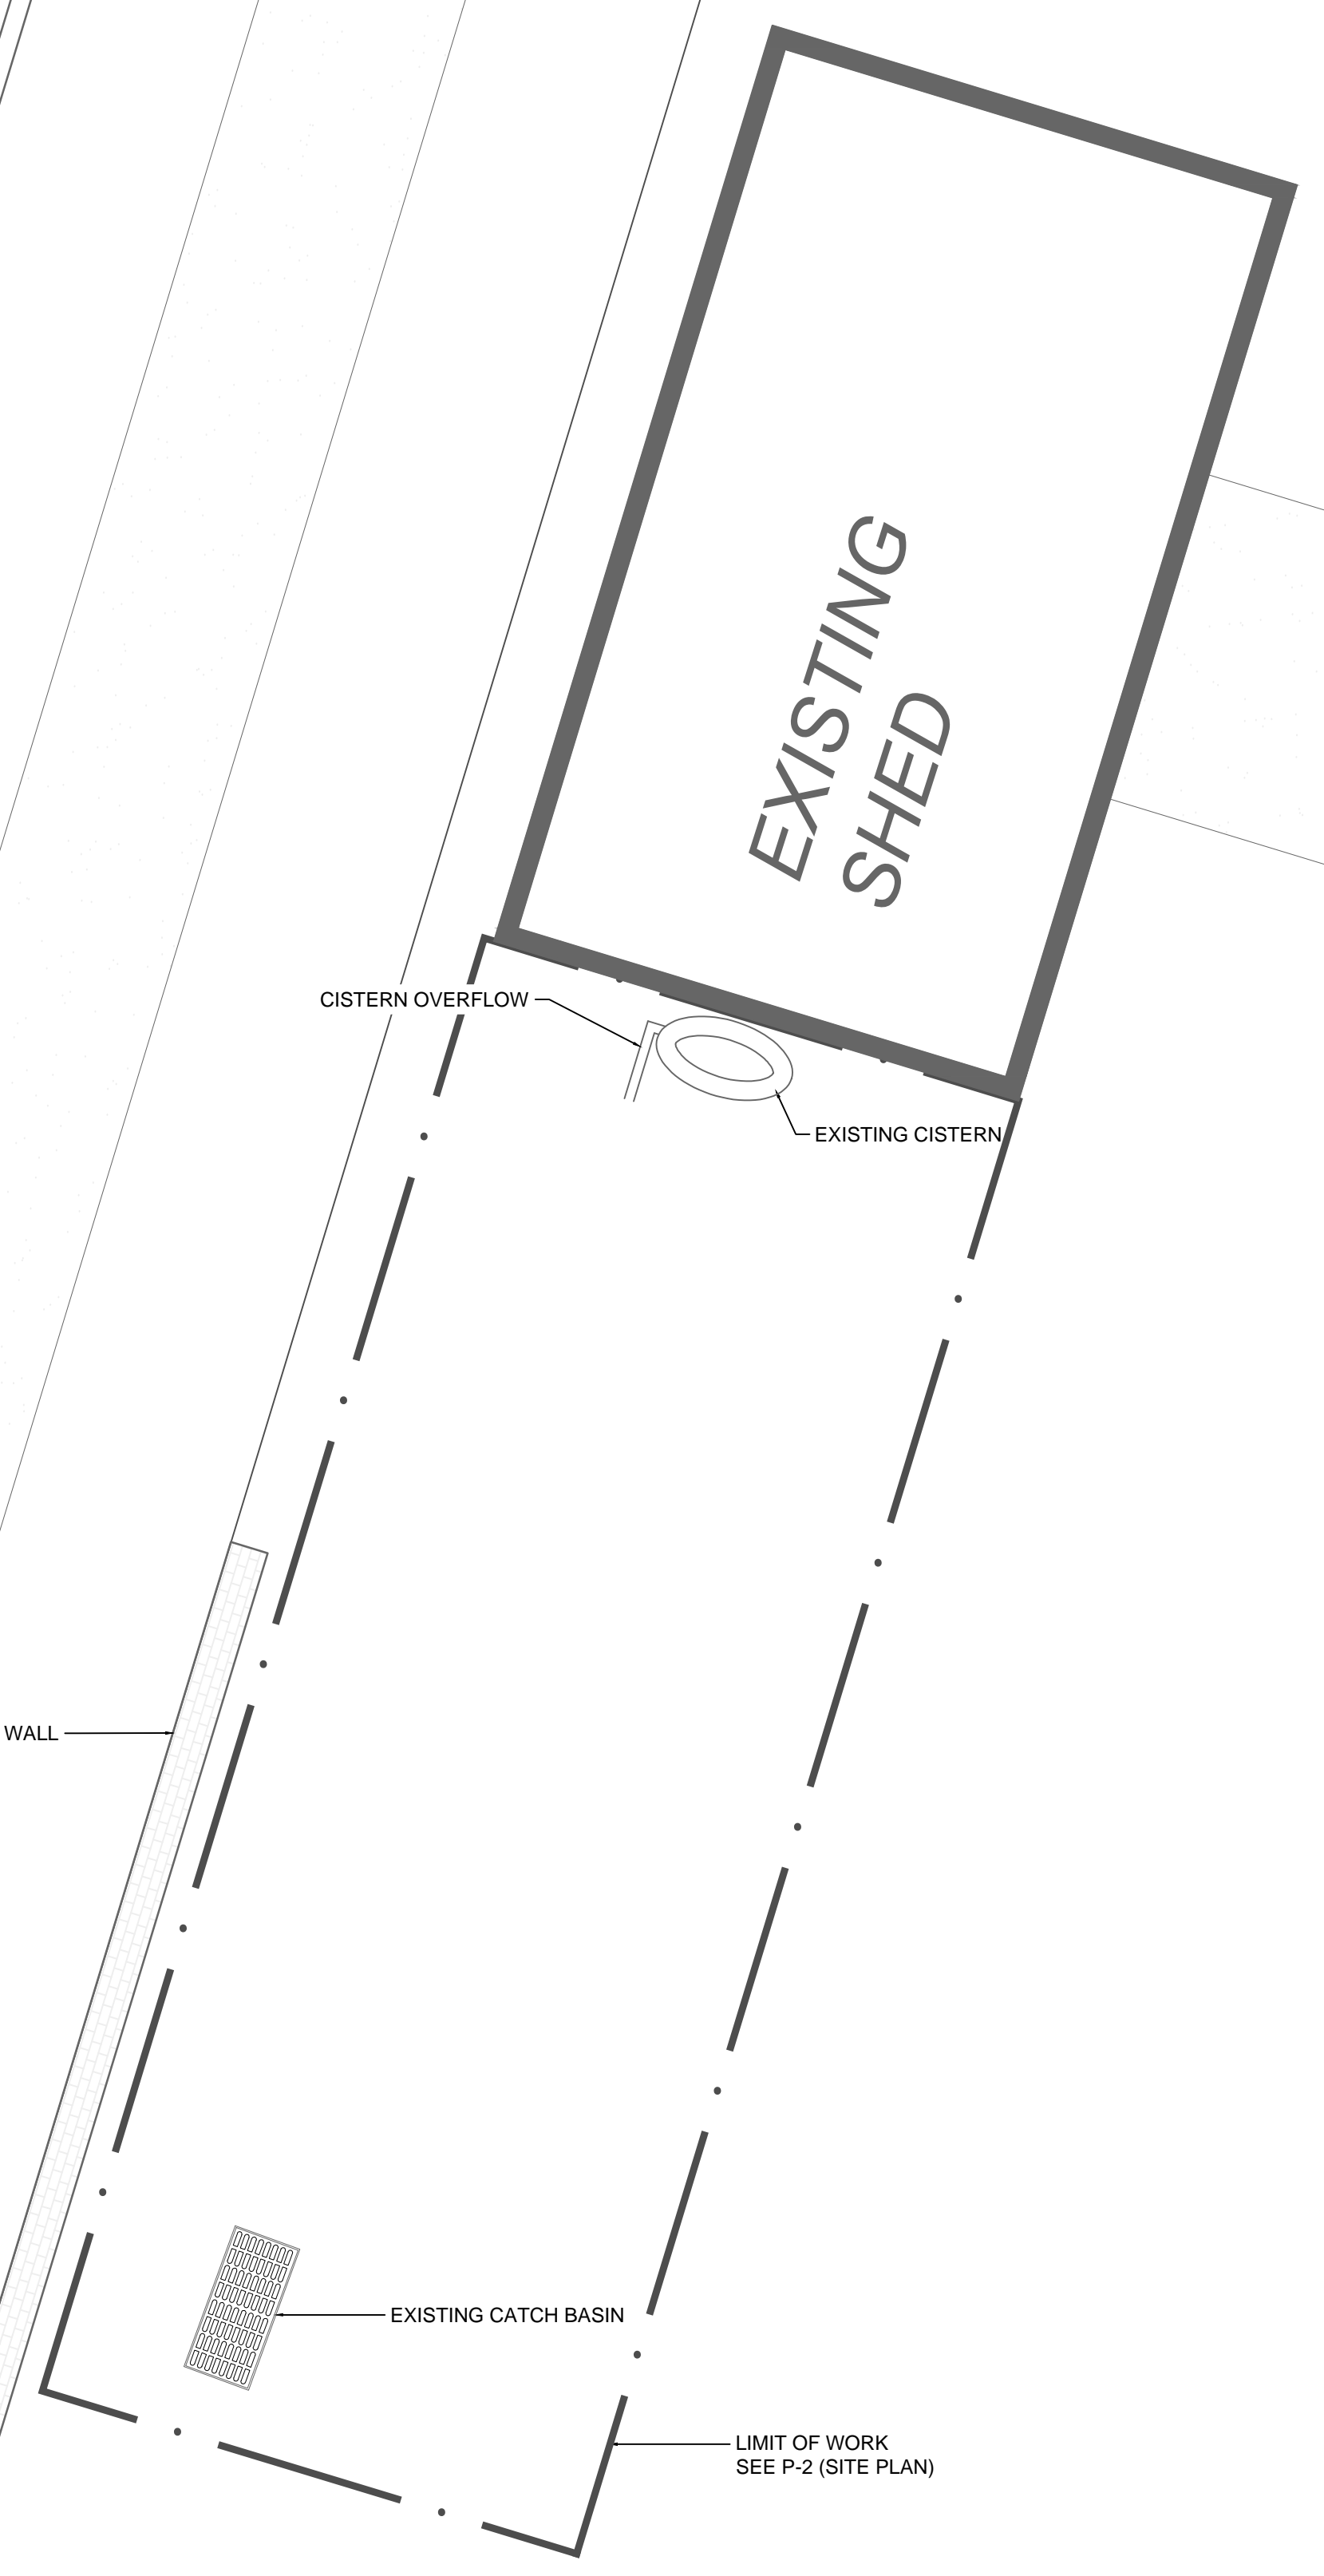 EXISTING
SHED
CISTERN OVERFLOW
EXISTING CISTERN
WALL
EXISTING CATCH BASIN
LIMIT OF WORK
SEE P-2 (SITE PLAN)